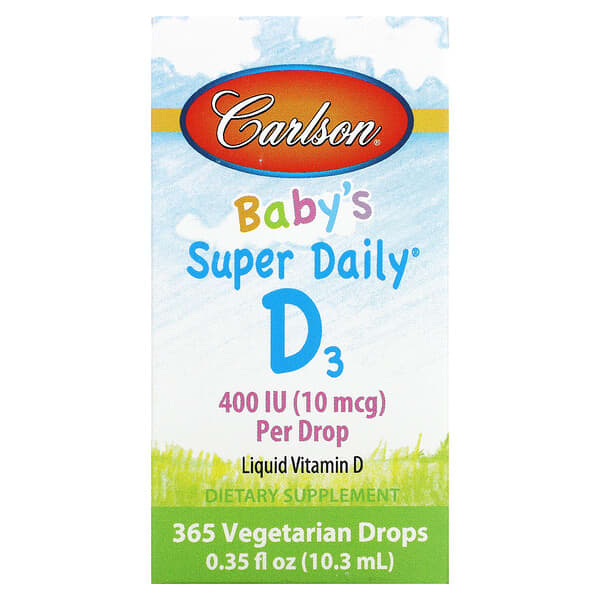 Carlson®
Baby's
Super Daily®
D3
400 IU (10 mcg)
Per Drop
Liquid Vitamin D
DIETARY SUPPLEMENT
365 Vegetarian Drops
0.35 fl oz (10.3 mL)